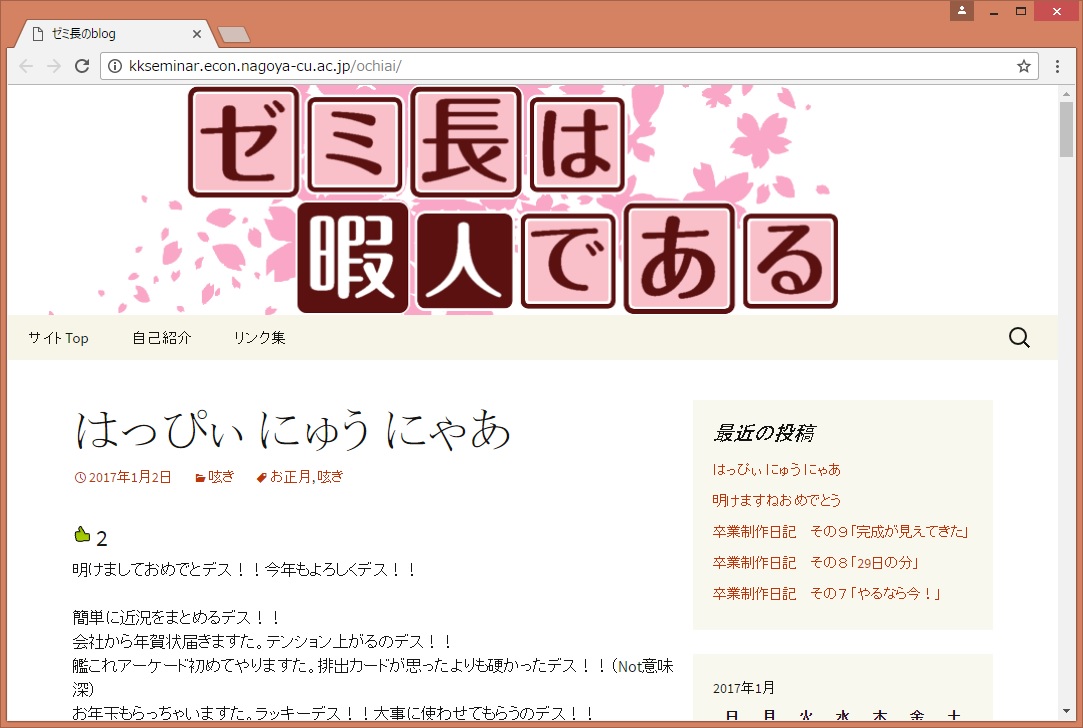 ゼミ長のblog
kkseminar.econ.nagoya-cu.ac.jp/ochiai/
ゼミ長は
暇人である
サイトTop 自己紹介 リンク集
はっぴぃ にゅう にゃあ
2017年1月2日 呟き お正月,呟き
2
明けましておめでとデス！！今年もよろしくデス！！
簡単に近況をまとめるデス！！
会社から年賀状届きますた。テンション上がるのデス！！
艦これアーケード初めてやりますた。排出カードが思ったよりも硬かったデス！！（Not意味
深）
お年玉もらっちゃいますた。ラッキーデス！！大事に使わせてもらうのデス！！
最近の投稿
はっぴぃ にゅう にゃあ
明けますねおめでとう
卒業制作日記　その９「完成が見えてきた」
卒業制作日記　その８「29日の分」
卒業制作日記　その７「やるなら今！」
2017年1月
日 月 火 水 木 金 土